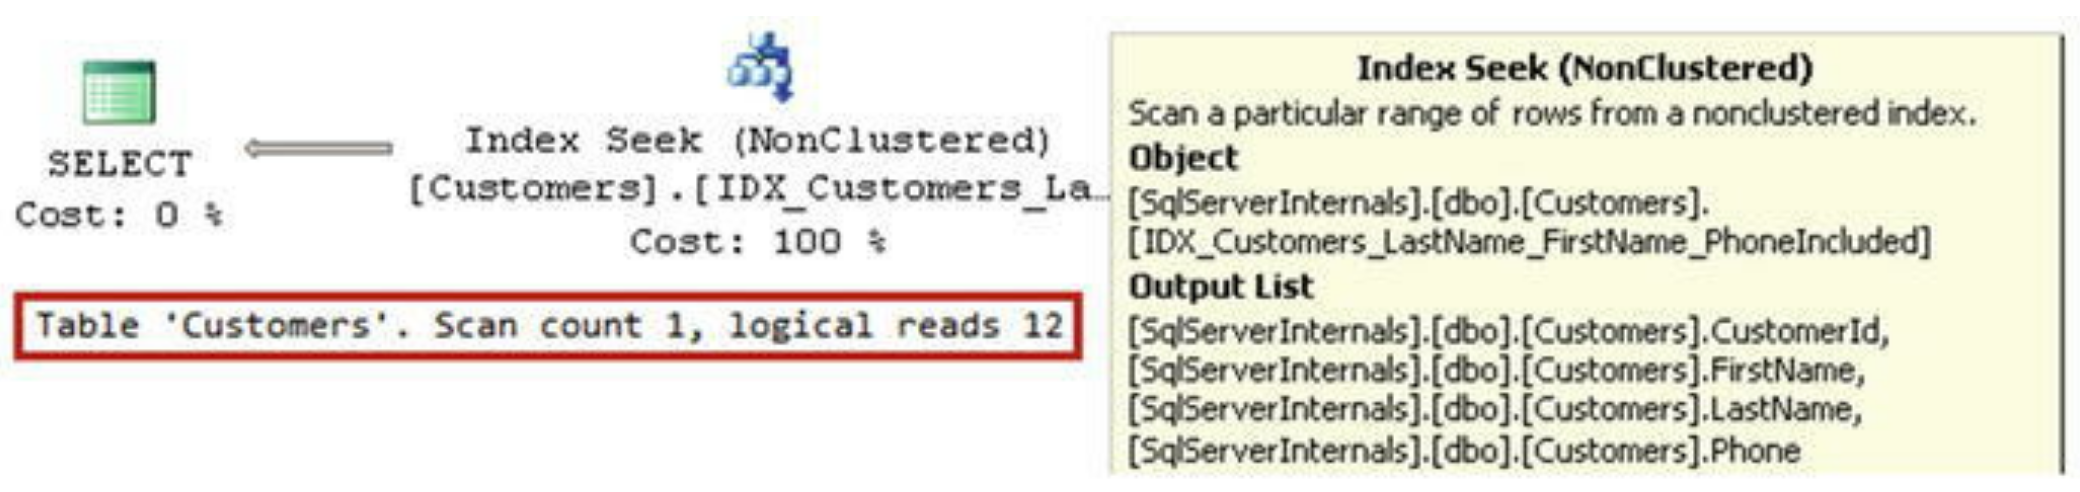 SELECT
Cost: 0 %
Index Seek (NonClustered)
[Customers].[IDX_Customers_La…
Cost: 100 %
Table 'Customers'. Scan count 1, logical reads 12
Index Seek (NonClustered)
Scan a particular range of rows from a nonclustered index.
Object
[SqlServerInternals].[dbo].[Customers].
[IDX_Customers_LastName_FirstName_PhoneIncluded]
Output List
[SqlServerInternals].[dbo].[Customers].CustomerId,
[SqlServerInternals].[dbo].[Customers].FirstName,
[SqlServerInternals].[dbo].[Customers].LastName,
[SqlServerInternals].[dbo].[Customers].Phone